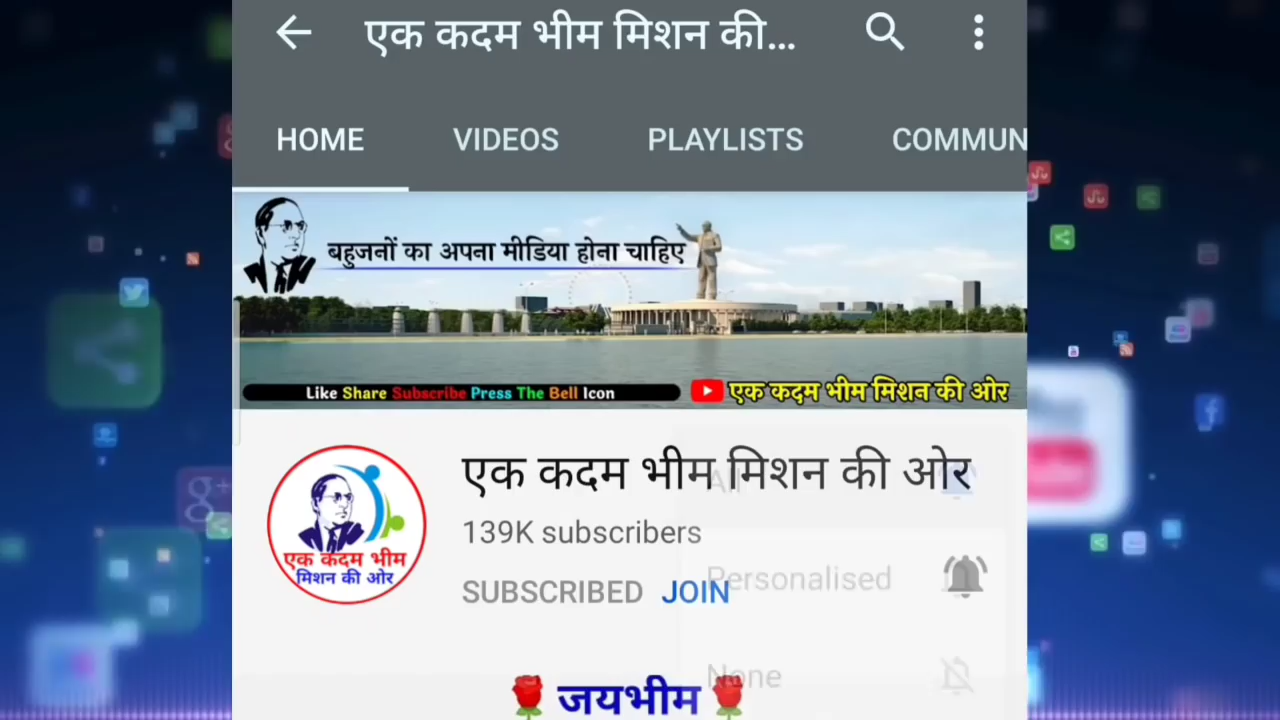 एक कदम भीम मिशन की...
HOME VIDEOS PLAYLISTS COMMUN
बहुजनों का अपना मीडिया होना चाहिए
Like Share Subscribe Press The Bell Icon
एक कदम भीम मिशन की ओर
एक कदम भीम मिशन की ओर
All
139K subscribers
एक कदम भीम
मिशन की ओर
SUBSCRIBED JOIN
Personalised
None
जयभीम